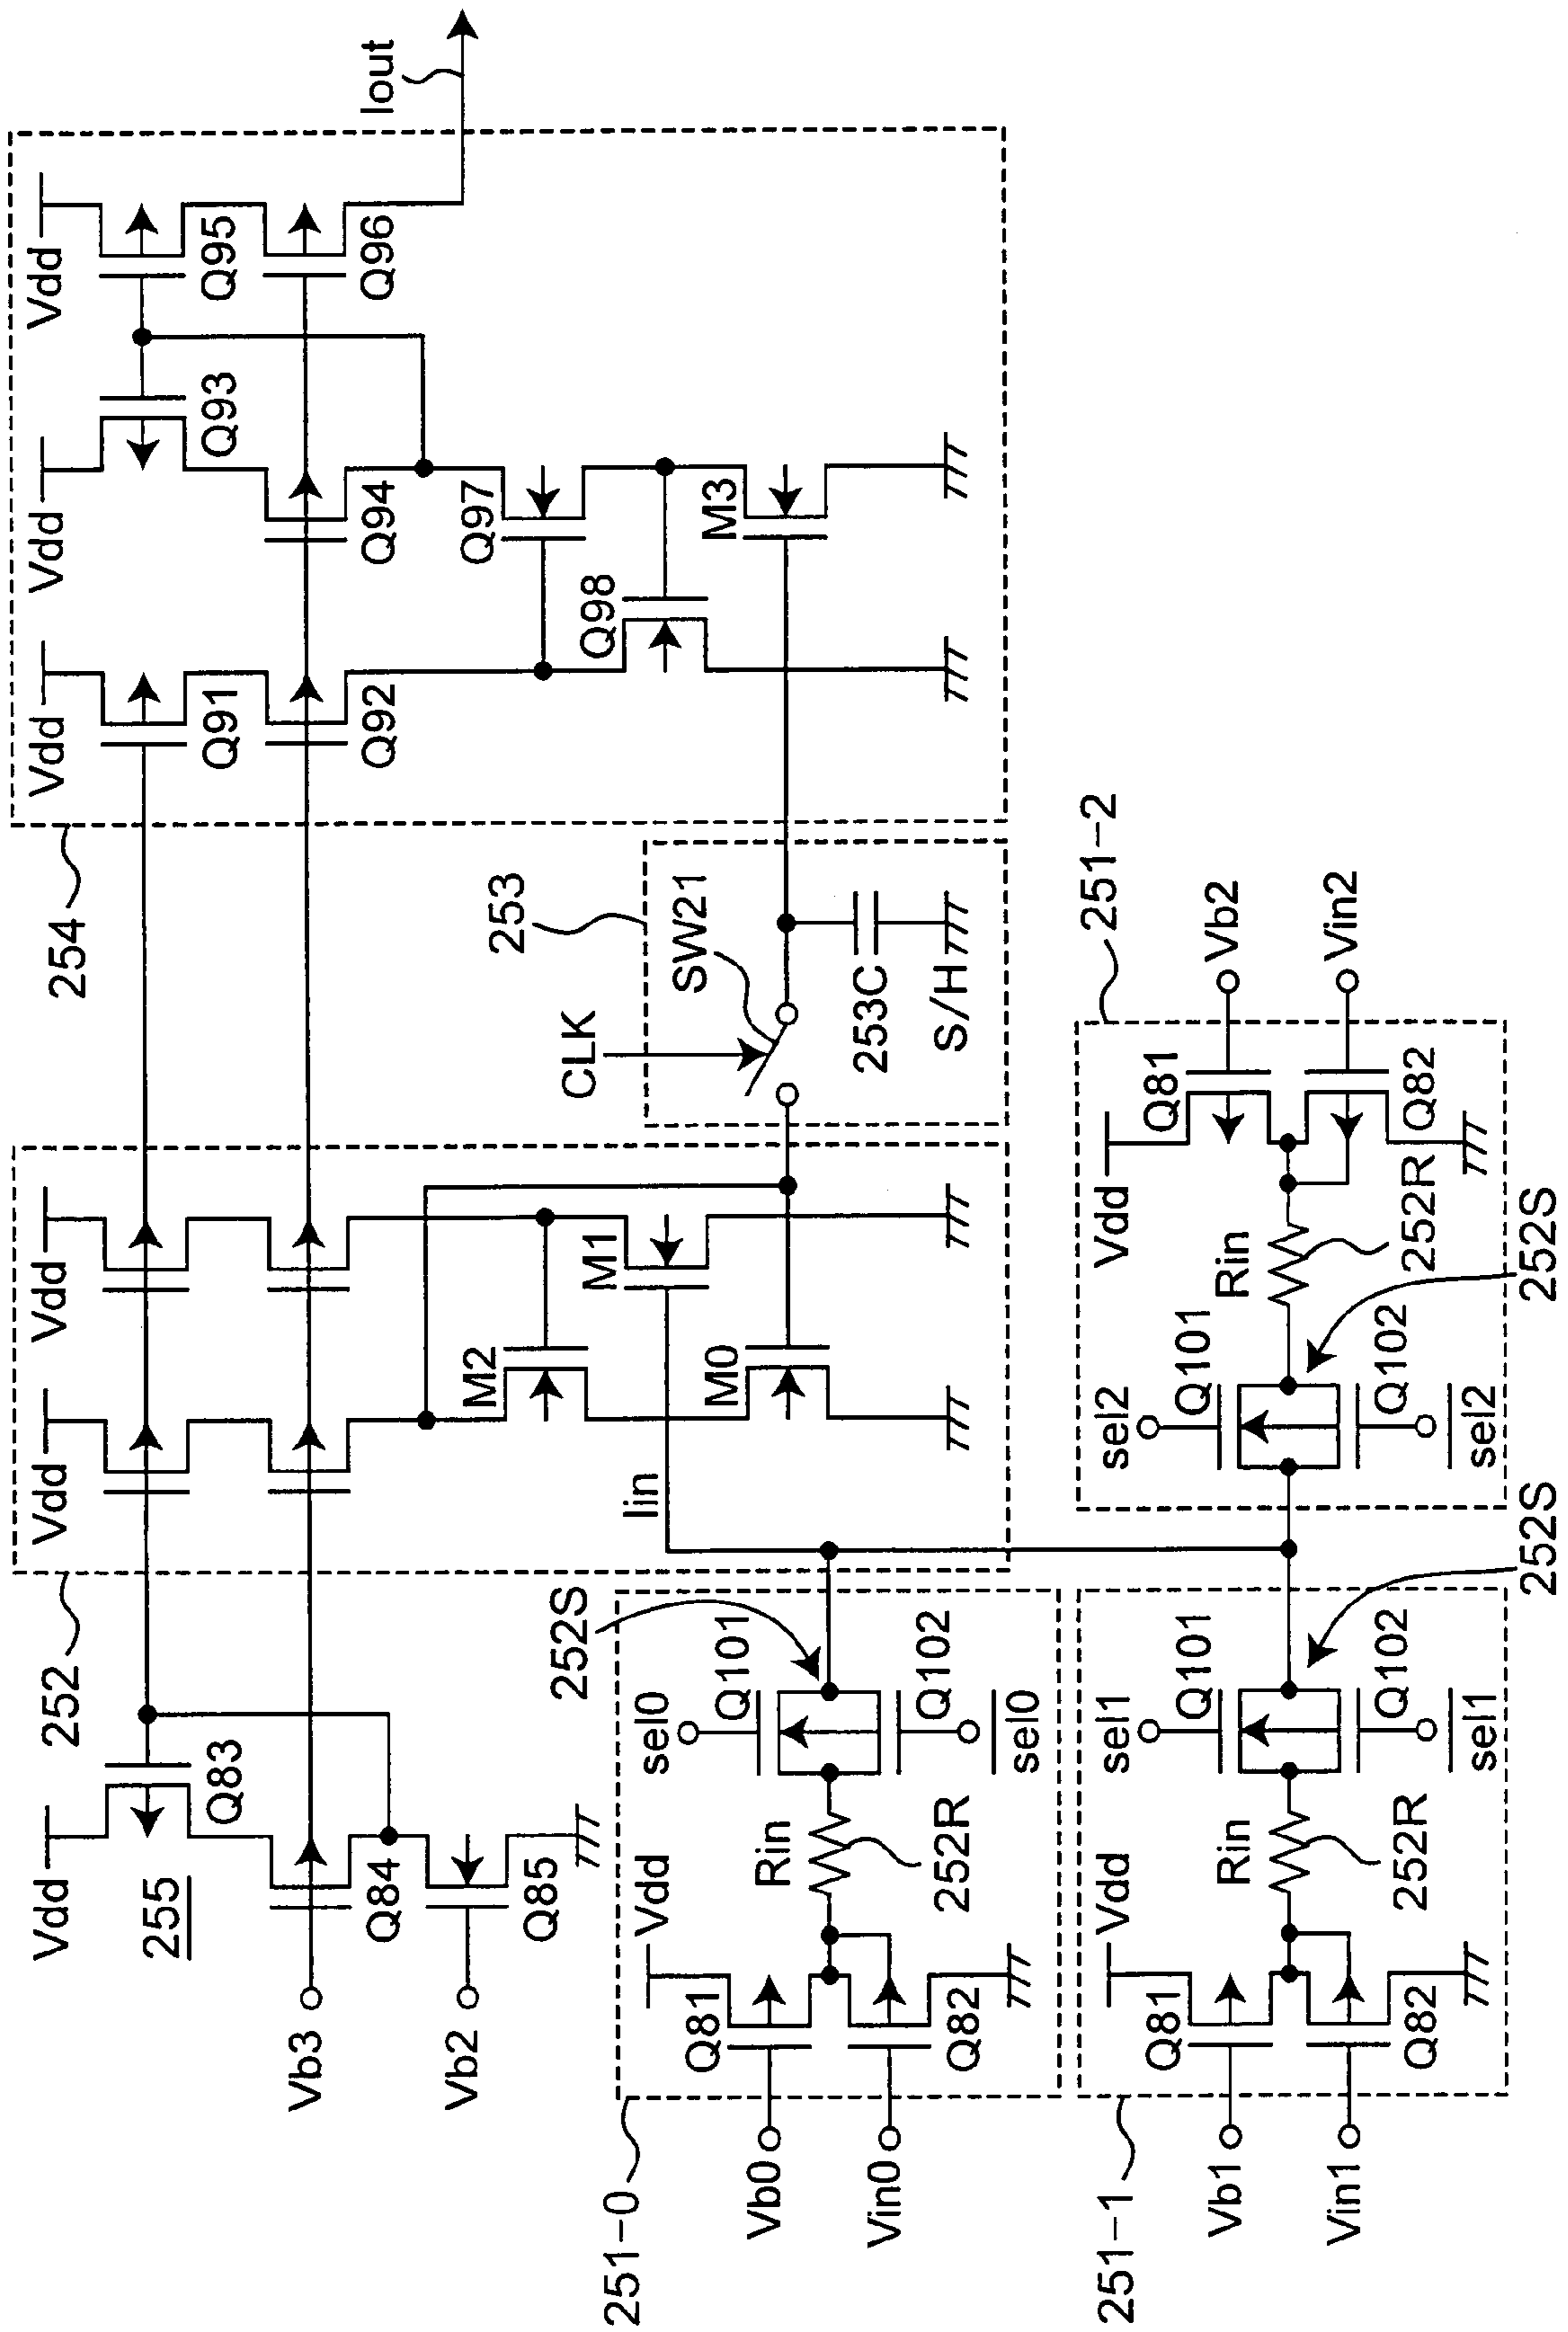 252
254
Vdd
Vdd
Vdd
Vdd
Vdd
Vdd
255
Q83
Q91
Q93
Q95
Vb3
Q84
Q92
Q94
Q96
Iout
Vb2
Q85
M2
Q97
253
CLK
SW21
Iin
M1
Q98
M0
M3
253C
S/H
252S
251-0
Vb0
Vin0
Q81
Q82
Vdd
Rin
252R
sel0
Q101
Q102
sel0
251-1
Vb1
Vin1
Q81
Q82
Vdd
Rin
252R
sel1
Q101
Q102
sel1
252S
251-2
sel2
Q101
Q102
sel2
252S
Rin
252R
Vdd
Q81
Q82
Vb2
Vin2